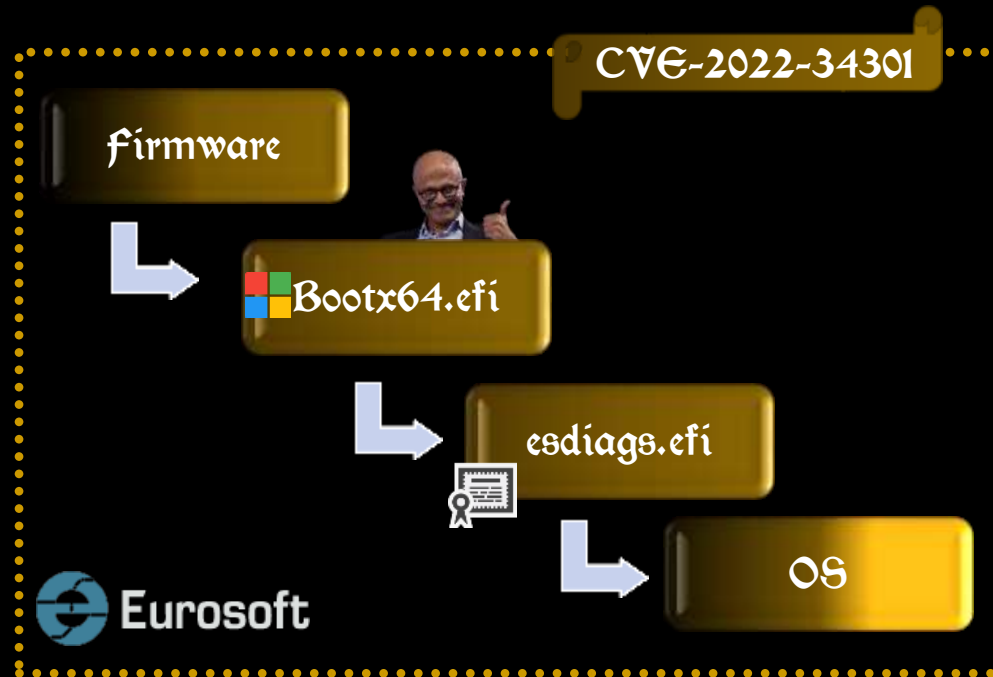 CVE-2022-34301
Firmware
Bootx64.efi
esdiags.efi
OS
Eurosoft